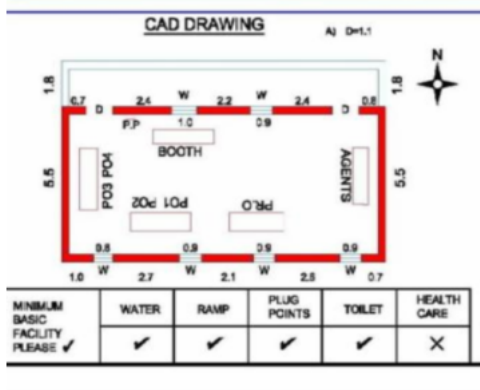 CAD DRAWING
A) D=1.1
N
1.8
1.8
0.7 D 2.4 W 2.2 W 2.4 D 0.8
P.P 1.0 0.9
BOOTH
5.5
PO3 PO4
AGENTS
5.5
PO2 PO1
PRO
0.8 0.9 0.9 0.9
1.0 W 2.7 W 2.1 W 2.5 W 0.7
MINIMUM BASIC FACILITY PLEASE ✓
WATER RAMP PLUG POINTS TOILET HEALTH CARE
✓ ✓ ✓ ✓ ✕